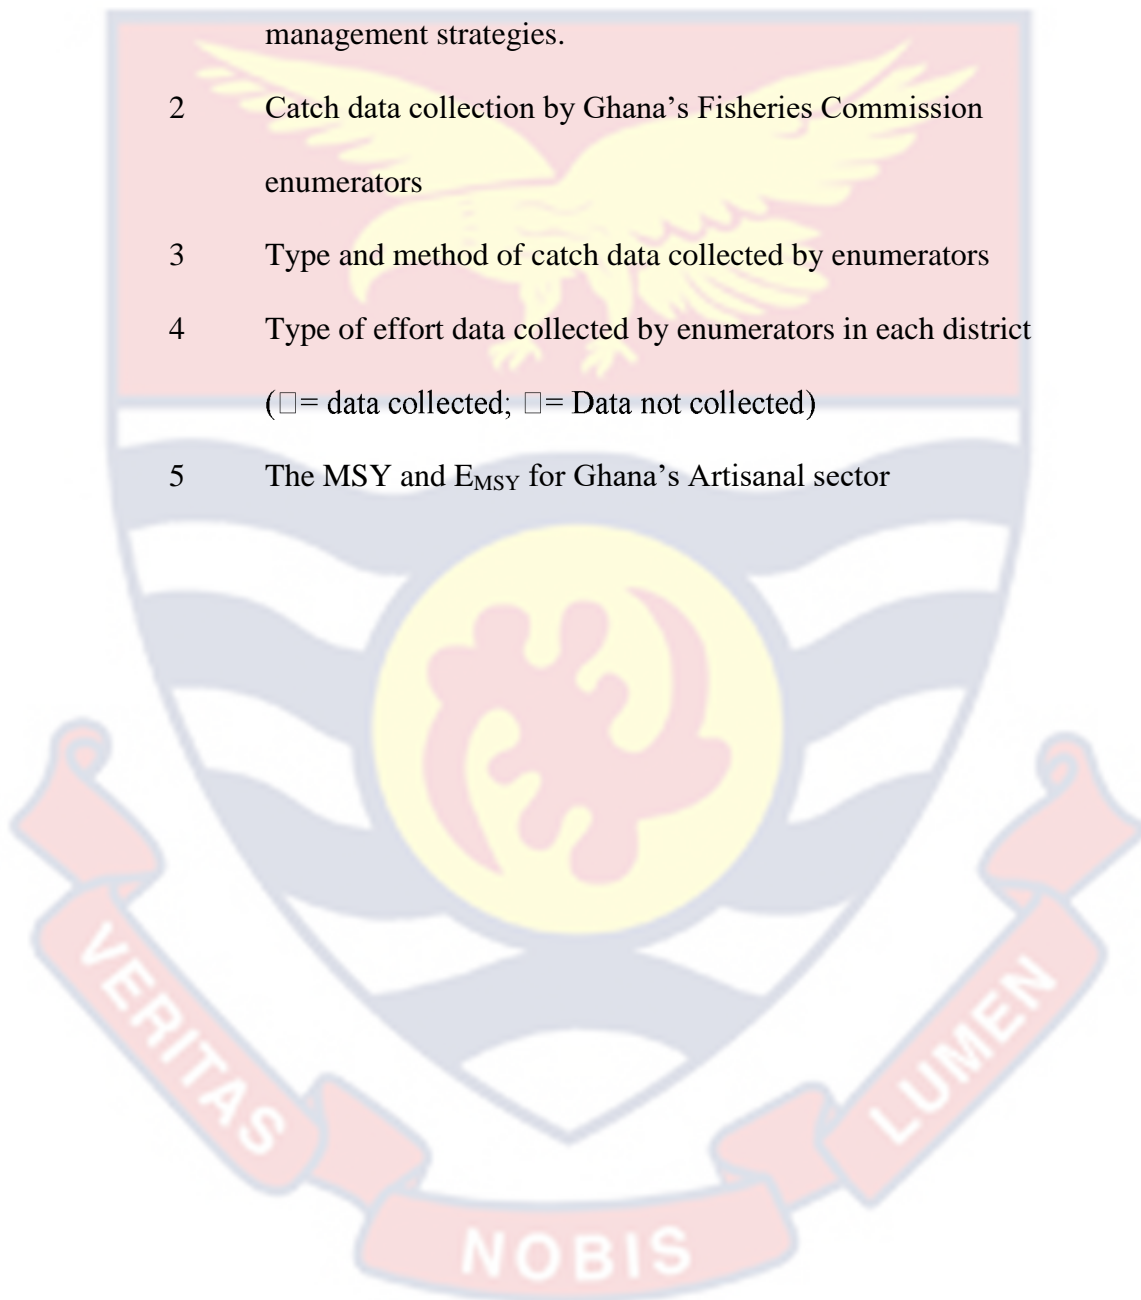 management strategies.
2 Catch data collection by Ghana’s Fisheries Commission
enumerators
3 Type and method of catch data collected by enumerators
4 Type of effort data collected by enumerators in each district
(□= data collected; □= Data not collected)
5 The MSY and EMSY for Ghana’s Artisanal sector
VERITAS
NOBIS
LUMEN